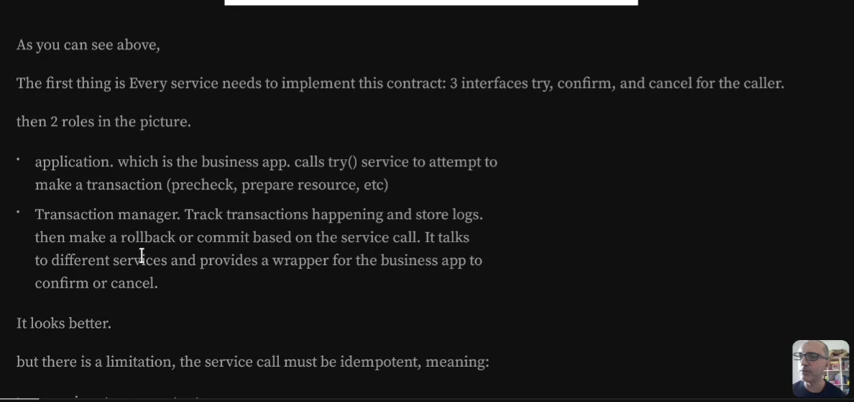 As you can see above,
The first thing is Every service needs to implement this contract: 3 interfaces try, confirm, and cancel for the caller.
then 2 roles in the picture.
• application. which is the business app. calls try() service to attempt to
make a transaction (precheck, prepare resource, etc)
• Transaction manager. Track transactions happening and store logs.
then make a rollback or commit based on the service call. It talks
to different services and provides a wrapper for the business app to
confirm or cancel.
It looks better.
but there is a limitation, the service call must be idempotent, meaning: